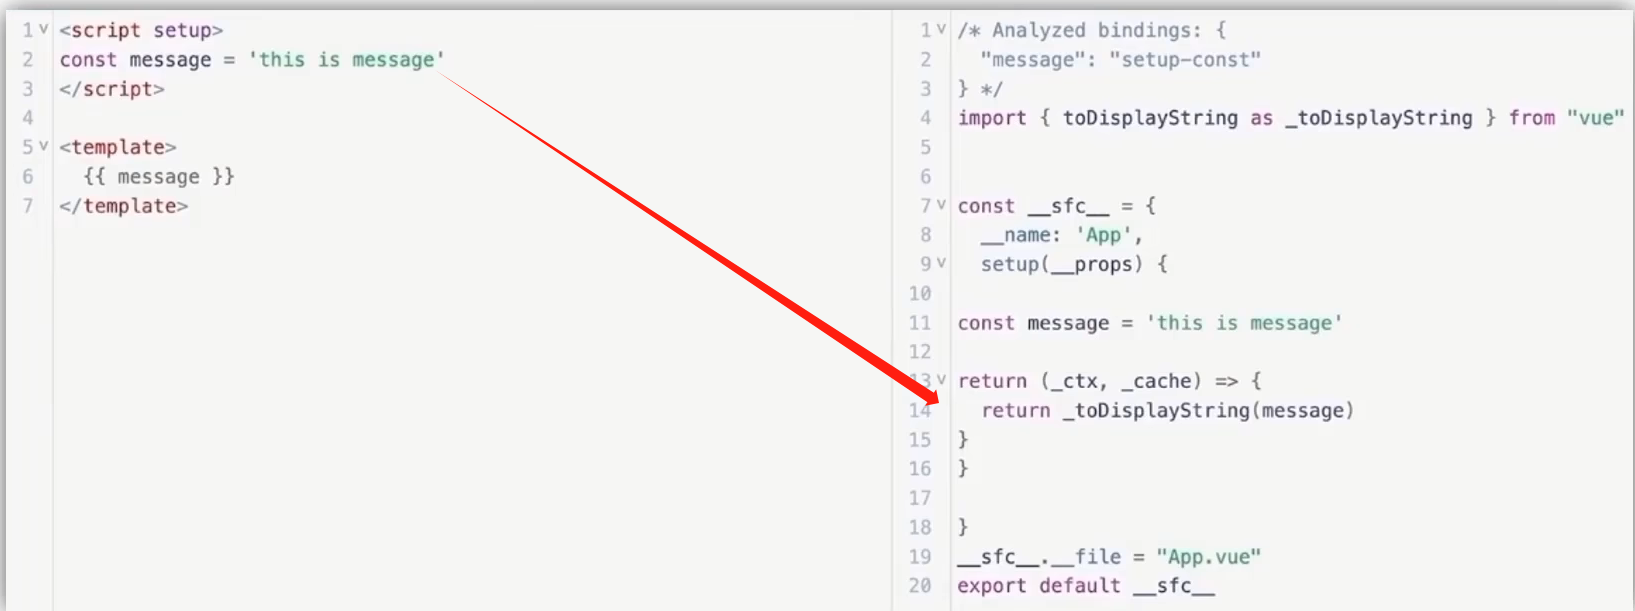 1 <script setup>
2 const message = 'this is message'
3 </script>
4
5 <template>
6   {{ message }}
7 </template>
1 /* Analyzed bindings: {
2   "message": "setup-const"
3 } */
4 import { toDisplayString as _toDisplayString } from "vue"
5
6
7 const __sfc__ = {
8   __name: 'App',
9   setup(__props) {
10
11 const message = 'this is message'
12
13 return (_ctx, _cache) => {
14   return _toDisplayString(message)
15 }
16 }
17
18 }
19 __sfc__.__file = "App.vue"
20 export default __sfc__